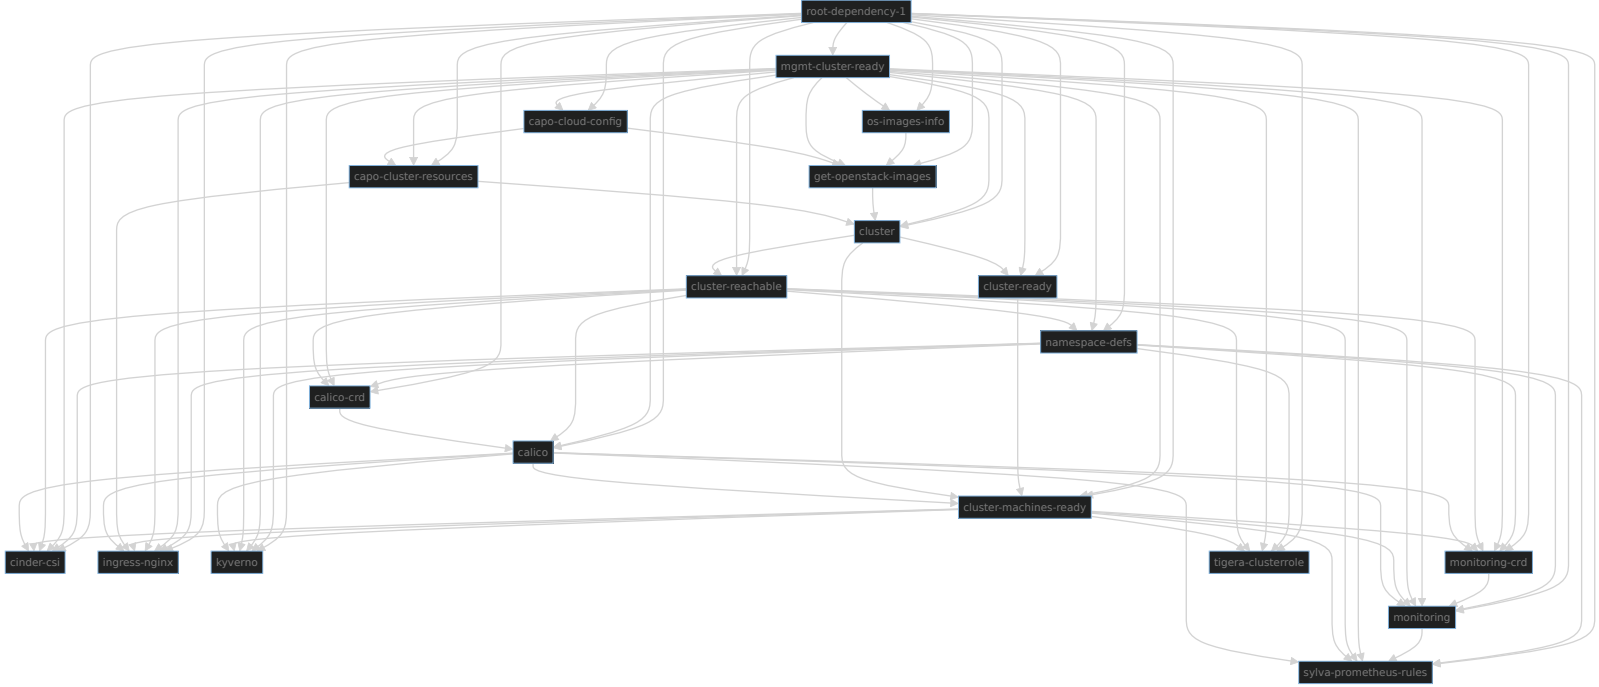 root-dependency-1
mgmt-cluster-ready
capo-cloud-config
os-images-info
capo-cluster-resources
get-openstack-images
cluster
cluster-reachable
cluster-ready
namespace-defs
calico-crd
calico
cluster-machines-ready
cinder-csi
ingress-nginx
kyverno
tigera-clusterrole
monitoring-crd
monitoring
sylva-prometheus-rules